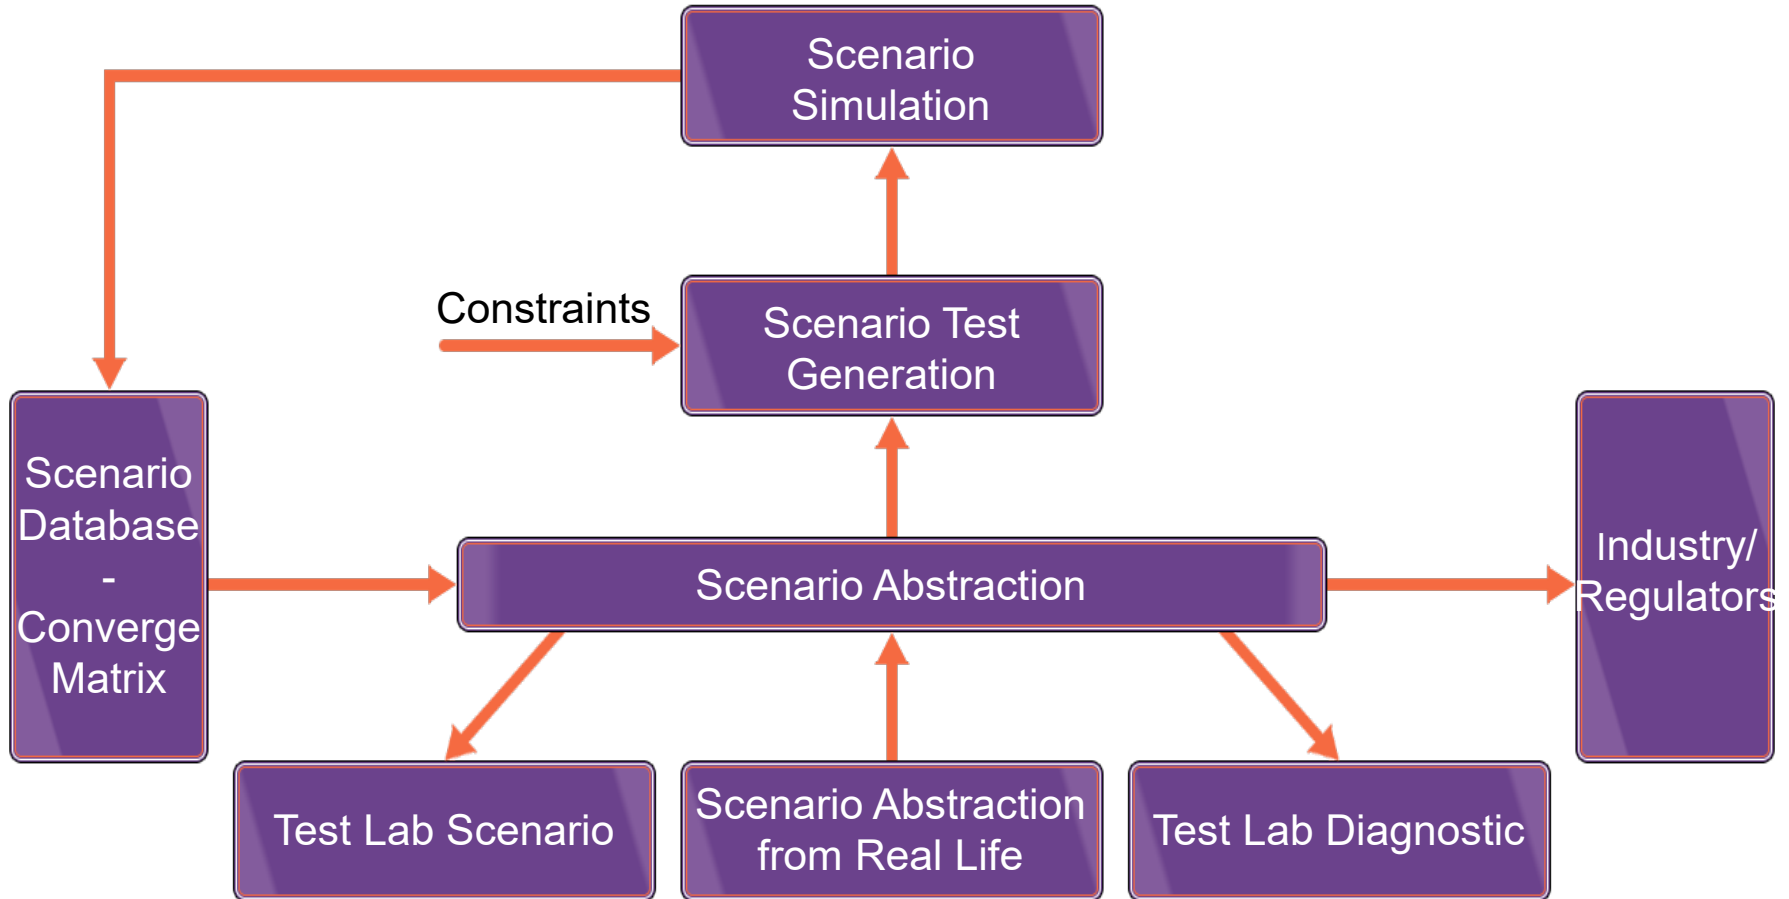 Scenario
Simulation
Constraints
Scenario Test
Generation
Scenario
Database
-
Converge
Matrix
Scenario Abstraction
Industry/
Regulators
Test Lab Scenario
Scenario Abstraction
from Real Life
Test Lab Diagnostic